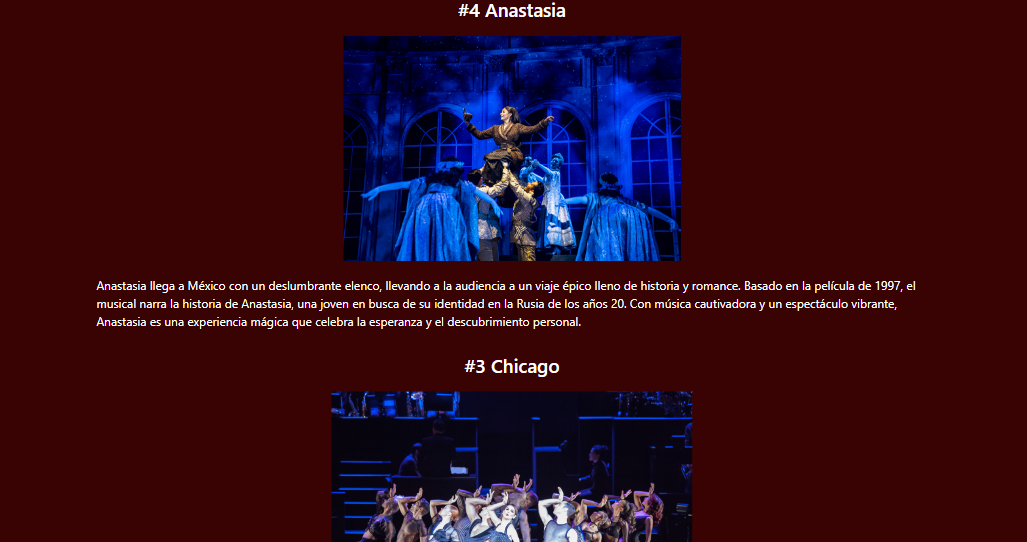 #4 Anastasia
Anastasia llega a México con un deslumbrante elenco, llevando a la audiencia a un viaje épico lleno de historia y romance. Basado en la película de 1997, el
musical narra la historia de Anastasia, una joven en busca de su identidad en la Rusia de los años 20. Con música cautivadora y un espectáculo vibrante,
Anastasia es una experiencia mágica que celebra la esperanza y el descubrimiento personal.
#3 Chicago